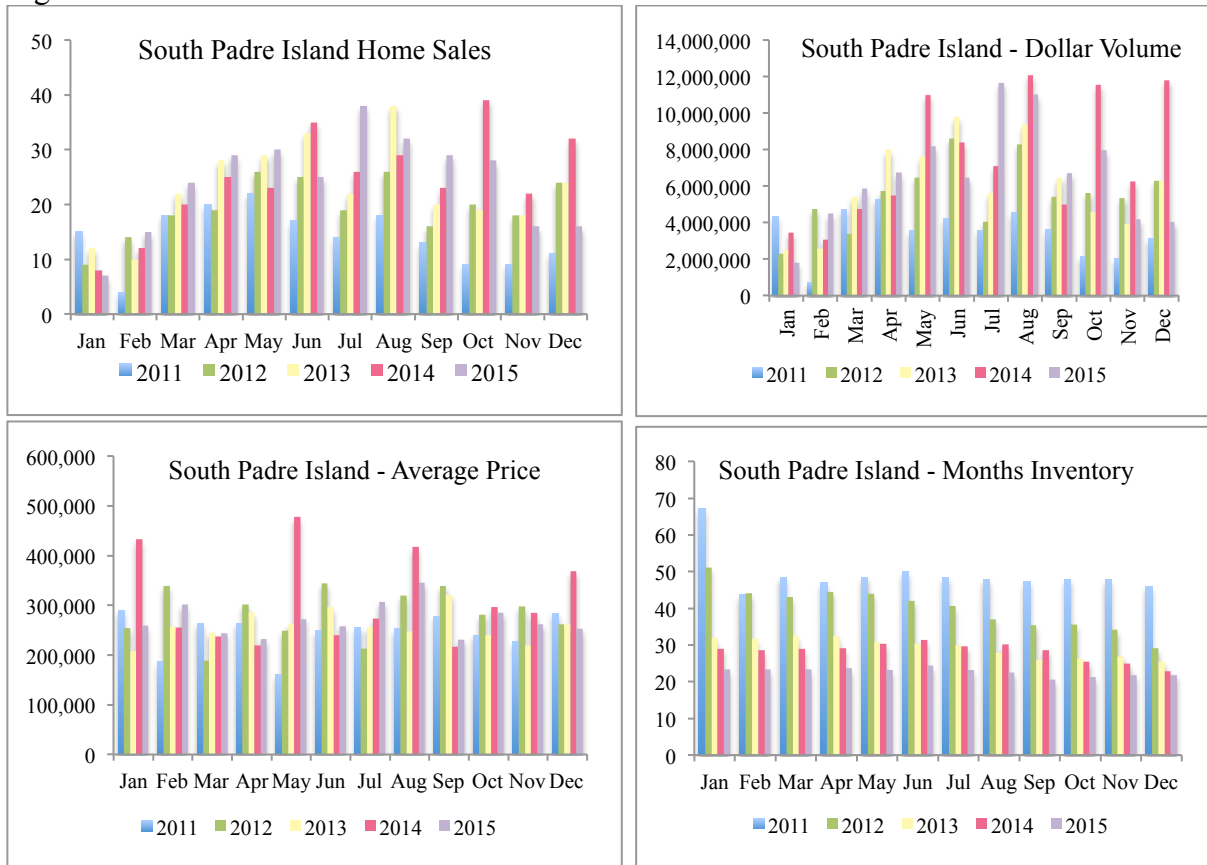 South Padre Island Home Sales
50
40
30
20
10
0
Jan Feb Mar Apr May Jun Jul Aug Sep Oct Nov Dec
2011 2012 2013 2014 2015
South Padre Island - Dollar Volume
14,000,000
12,000,000
10,000,000
8,000,000
6,000,000
4,000,000
2,000,000
0
Jan Feb Mar Apr May Jun Jul Aug Sep Oct Nov Dec
2011 2012 2013 2014 2015
South Padre Island - Average Price
600,000
500,000
400,000
300,000
200,000
100,000
0
Jan Feb Mar Apr May Jun Jul Aug Sep Oct Nov Dec
2011 2012 2013 2014 2015
South Padre Island - Months Inventory
80
70
60
50
40
30
20
10
0
Jan Feb Mar Apr May Jun Jul Aug Sep Oct Nov Dec
2011 2012 2013 2014 2015